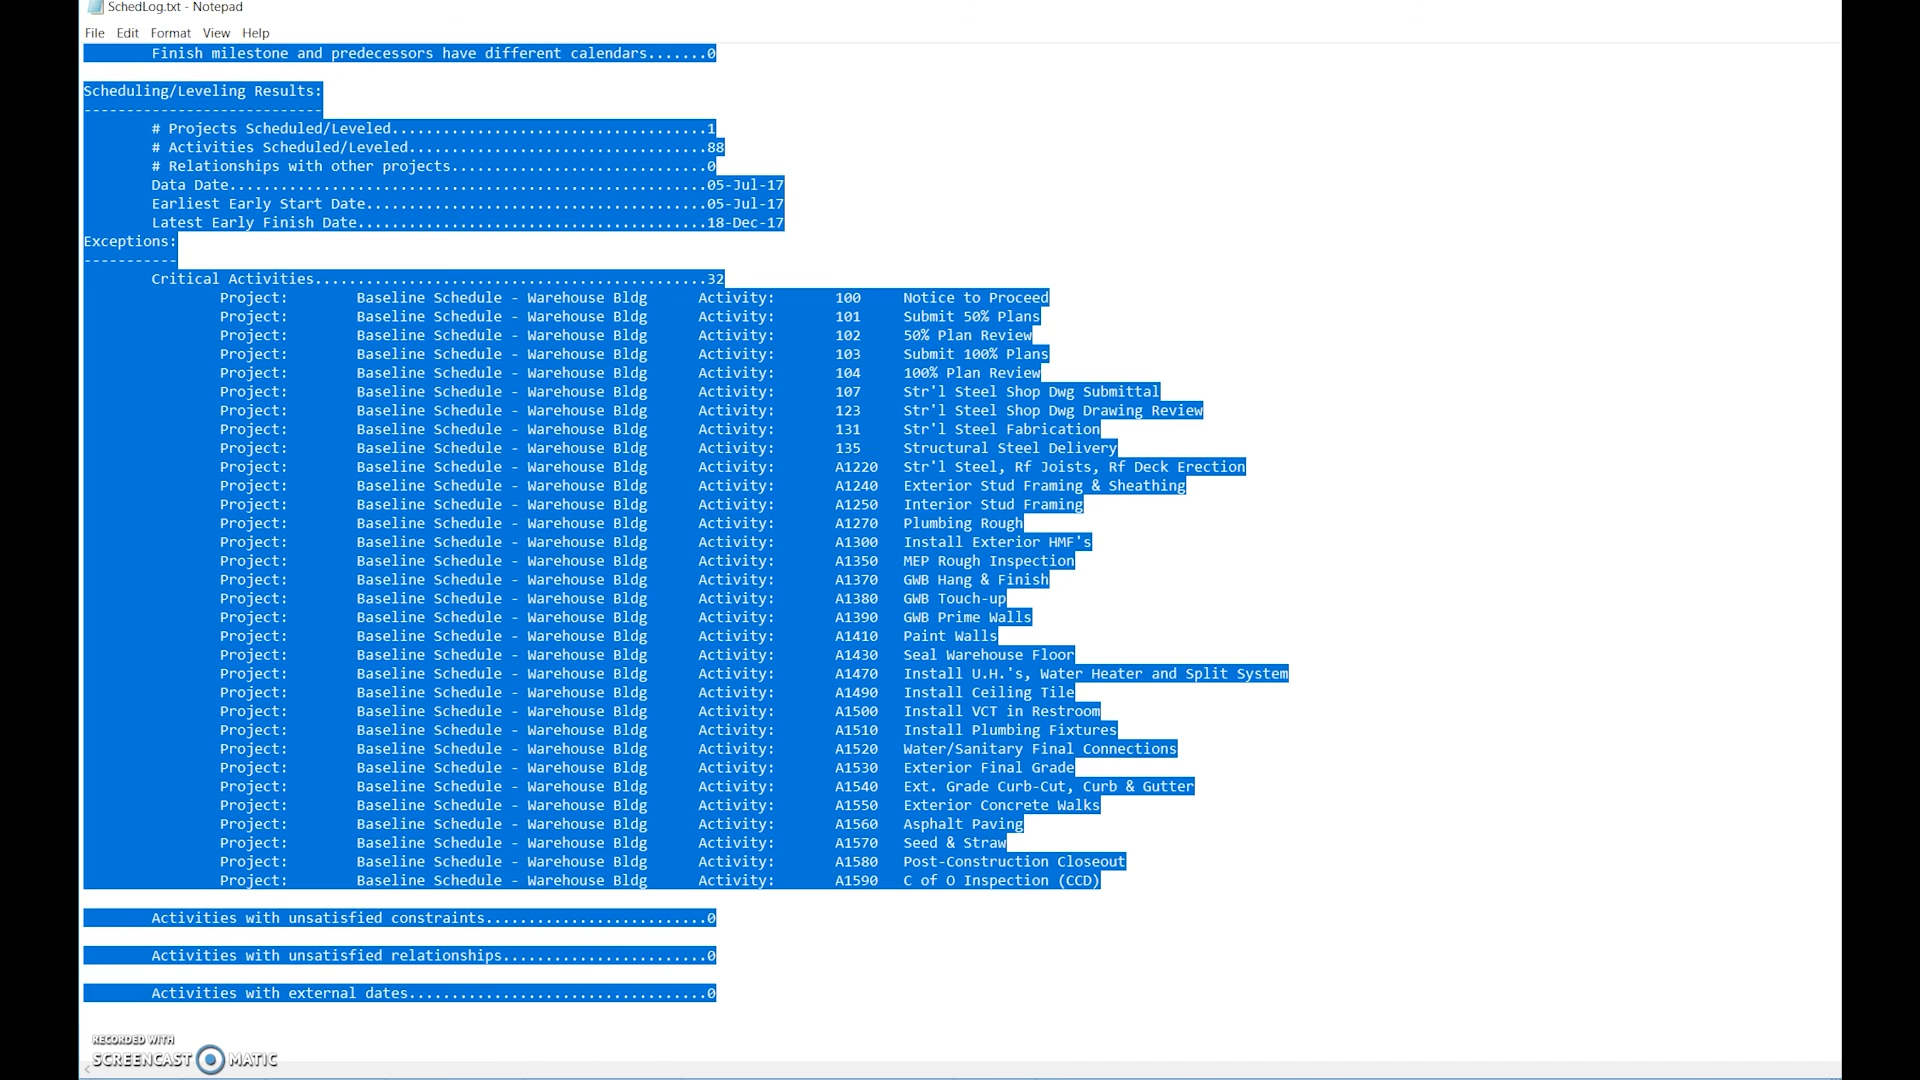 SchedLog.txt - Notepad
File Edit Format View Help
Finish milestone and predecessors have different calendars.......0
Scheduling/Leveling Results:
----------------------------
# Projects Scheduled/Leveled.....................................1
# Activities Scheduled/Leveled...................................88
# Relationships with other projects..............................0
Data Date........................................................05-Jul-17
Earliest Early Start Date........................................05-Jul-17
Latest Early Finish Date.........................................18-Dec-17
Exceptions:
-----------
Critical Activities..............................................32
Project: Baseline Schedule - Warehouse Bldg Activity: 100 Notice to Proceed
Project: Baseline Schedule - Warehouse Bldg Activity: 101 Submit 50% Plans
Project: Baseline Schedule - Warehouse Bldg Activity: 102 50% Plan Review
Project: Baseline Schedule - Warehouse Bldg Activity: 103 Submit 100% Plans
Project: Baseline Schedule - Warehouse Bldg Activity: 104 100% Plan Review
Project: Baseline Schedule - Warehouse Bldg Activity: 107 Str'l Steel Shop Dwg Submittal
Project: Baseline Schedule - Warehouse Bldg Activity: 123 Str'l Steel Shop Dwg Drawing Review
Project: Baseline Schedule - Warehouse Bldg Activity: 131 Str'l Steel Fabrication
Project: Baseline Schedule - Warehouse Bldg Activity: 135 Structural Steel Delivery
Project: Baseline Schedule - Warehouse Bldg Activity: A1220 Str'l Steel, Rf Joists, Rf Deck Erection
Project: Baseline Schedule - Warehouse Bldg Activity: A1240 Exterior Stud Framing & Sheathing
Project: Baseline Schedule - Warehouse Bldg Activity: A1250 Interior Stud Framing
Project: Baseline Schedule - Warehouse Bldg Activity: A1270 Plumbing Rough
Project: Baseline Schedule - Warehouse Bldg Activity: A1300 Install Exterior HMF's
Project: Baseline Schedule - Warehouse Bldg Activity: A1350 MEP Rough Inspection
Project: Baseline Schedule - Warehouse Bldg Activity: A1370 GWB Hang & Finish
Project: Baseline Schedule - Warehouse Bldg Activity: A1380 GWB Touch-up
Project: Baseline Schedule - Warehouse Bldg Activity: A1390 GWB Prime Walls
Project: Baseline Schedule - Warehouse Bldg Activity: A1410 Paint Walls
Project: Baseline Schedule - Warehouse Bldg Activity: A1430 Seal Warehouse Floor
Project: Baseline Schedule - Warehouse Bldg Activity: A1470 Install U.H.'s, Water Heater and Split System
Project: Baseline Schedule - Warehouse Bldg Activity: A1490 Install Ceiling Tile
Project: Baseline Schedule - Warehouse Bldg Activity: A1500 Install VCT in Restroom
Project: Baseline Schedule - Warehouse Bldg Activity: A1510 Install Plumbing Fixtures
Project: Baseline Schedule - Warehouse Bldg Activity: A1520 Water/Sanitary Final Connections
Project: Baseline Schedule - Warehouse Bldg Activity: A1530 Exterior Final Grade
Project: Baseline Schedule - Warehouse Bldg Activity: A1540 Ext. Grade Curb-Cut, Curb & Gutter
Project: Baseline Schedule - Warehouse Bldg Activity: A1550 Exterior Concrete Walks
Project: Baseline Schedule - Warehouse Bldg Activity: A1560 Asphalt Paving
Project: Baseline Schedule - Warehouse Bldg Activity: A1570 Seed & Straw
Project: Baseline Schedule - Warehouse Bldg Activity: A1580 Post-Construction Closeout
Project: Baseline Schedule - Warehouse Bldg Activity: A1590 C of O Inspection (CCD)
Activities with unsatisfied constraints..........................0
Activities with unsatisfied relationships........................0
Activities with external dates...................................0
RECORDED WITH
SCREENCAST MATIC